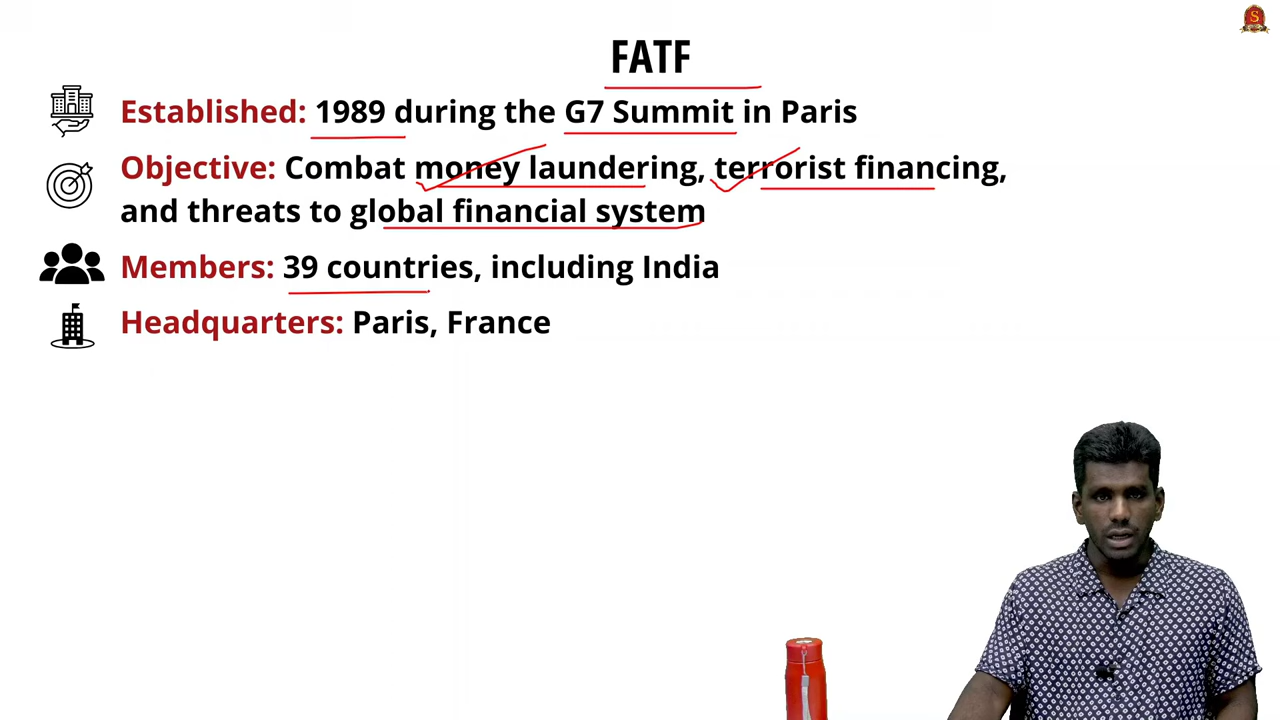 FATF
Established: 1989 during the G7 Summit in Paris
Objective: Combat money laundering, terrorist financing,
and threats to global financial system
Members: 39 countries, including India
Headquarters: Paris, France